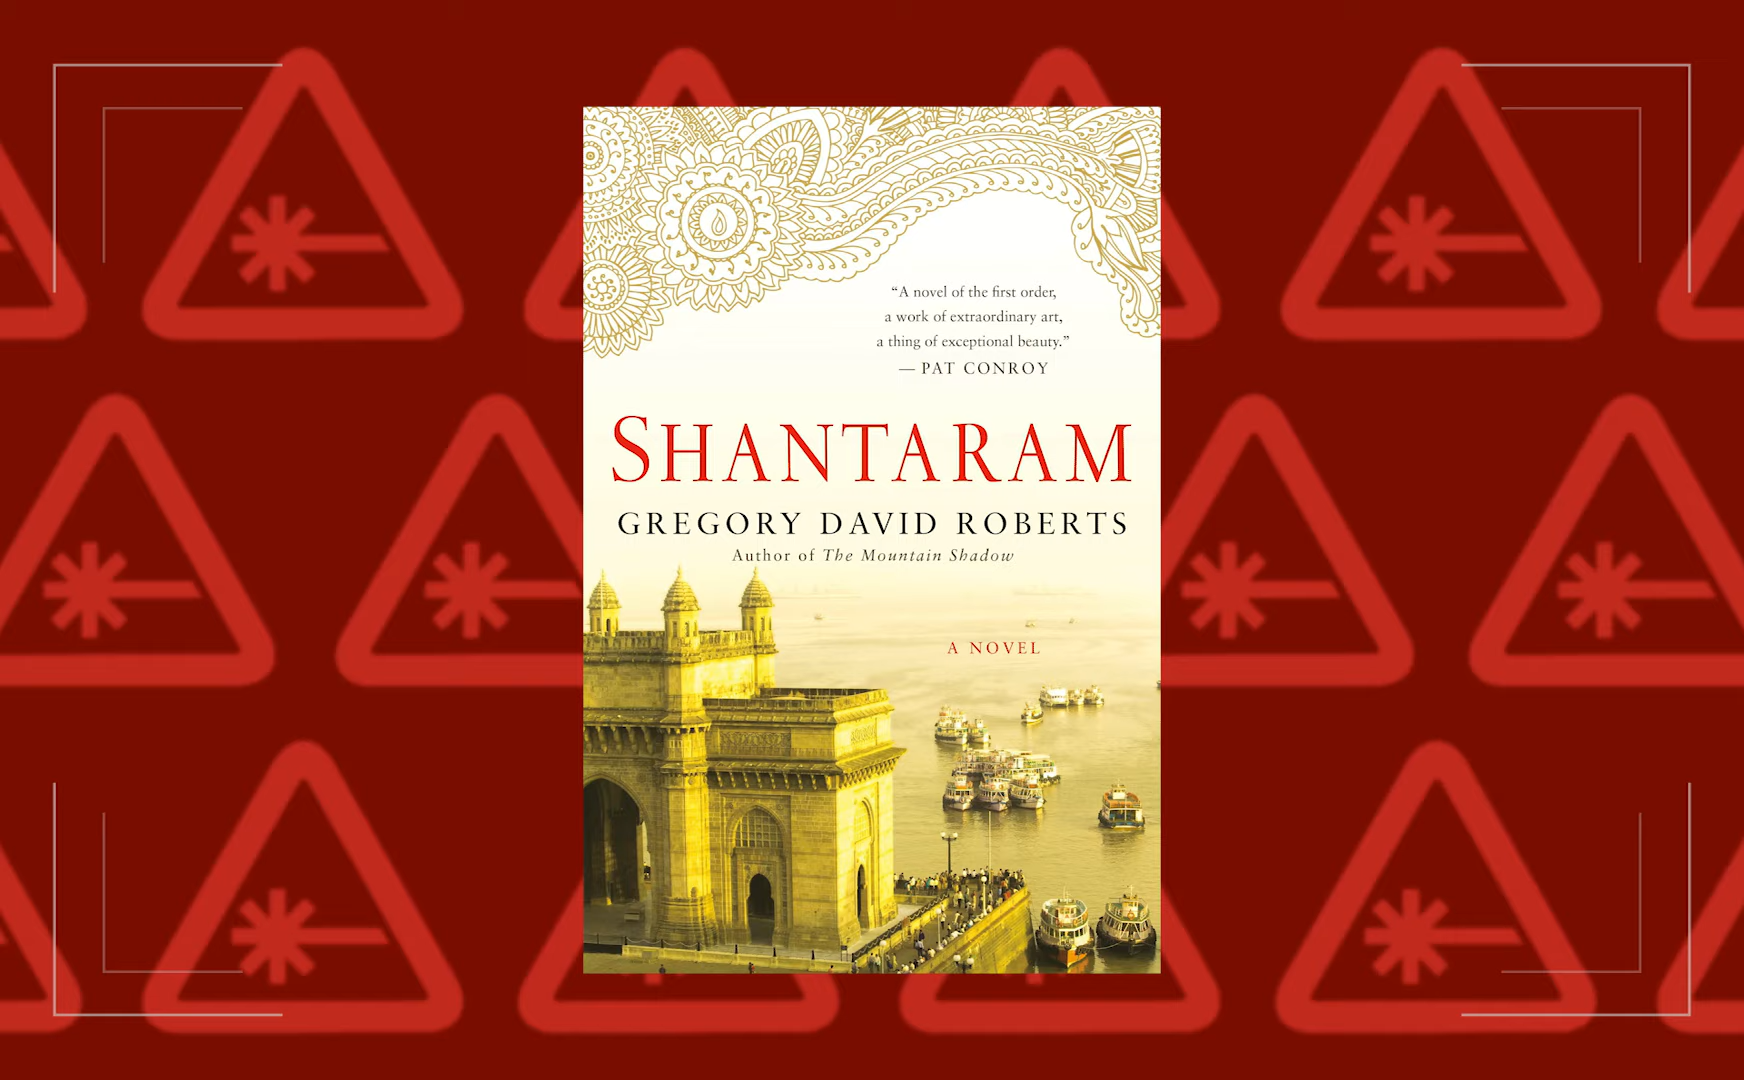 “A novel of the first order,
a work of extraordinary art,
a thing of exceptional beauty.”
— PAT CONROY
SHANTARAM
GREGORY DAVID ROBERTS
Author of The Mountain Shadow
A NOVEL